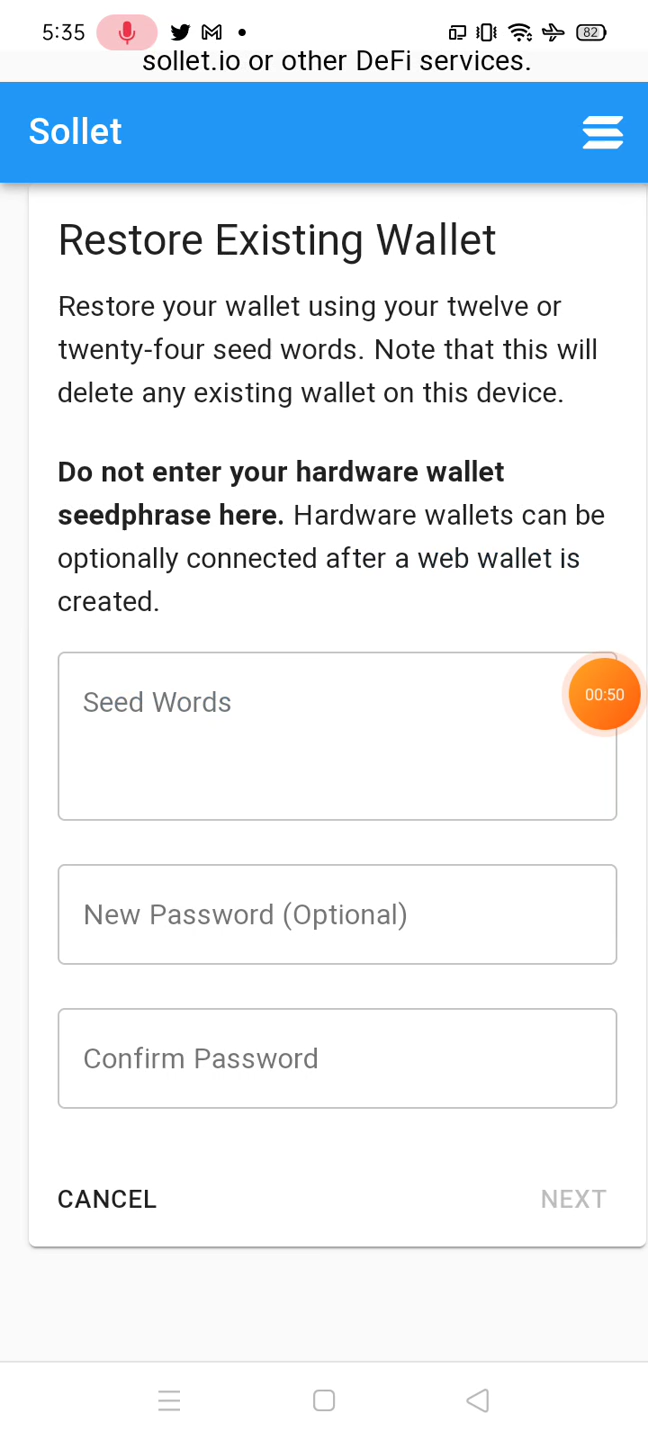 5:35
82
sollet.io or other DeFi services.
Sollet
Restore Existing Wallet
Restore your wallet using your twelve or
twenty-four seed words. Note that this will
delete any existing wallet on this device.
Do not enter your hardware wallet
seedphrase here. Hardware wallets can be
optionally connected after a web wallet is
created.
Seed Words
00:50
New Password (Optional)
Confirm Password
CANCEL
NEXT